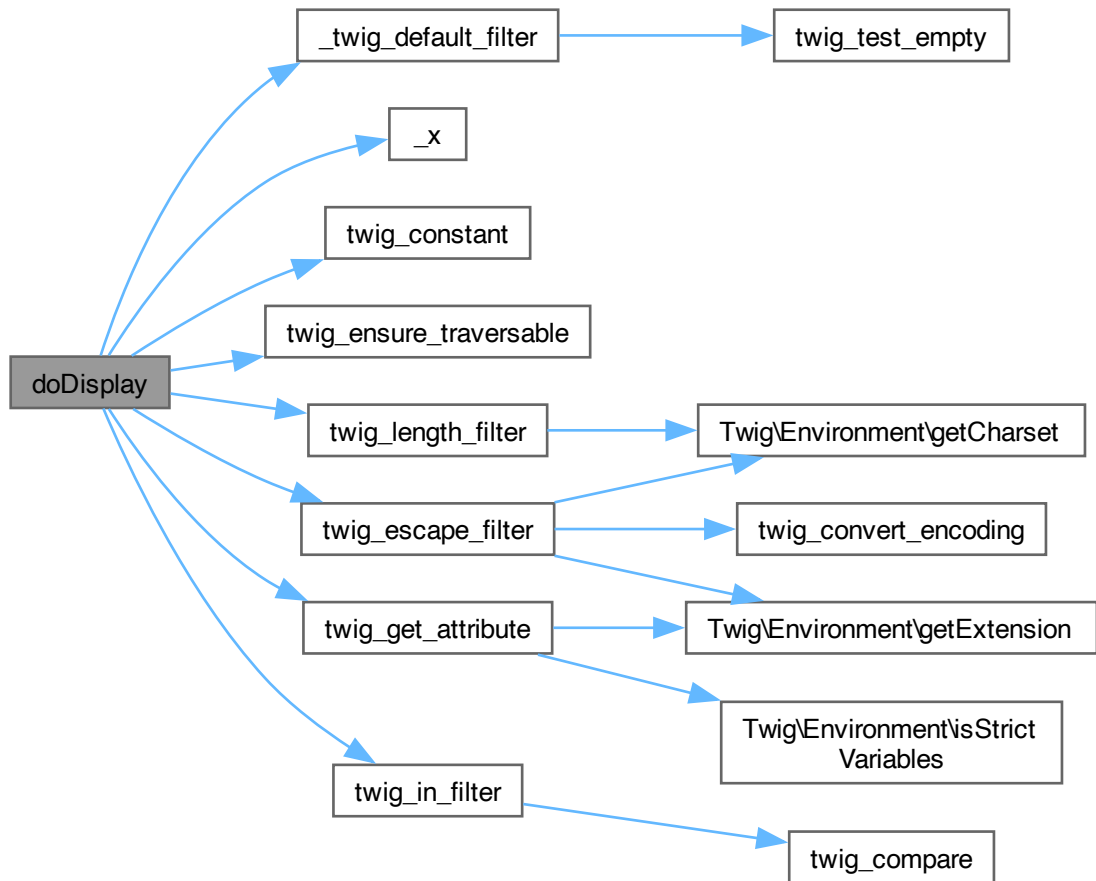 _twig_default_filter
twig_test_empty
_x
twig_constant
twig_ensure_traversable
doDisplay
twig_length_filter
Twig\Environment\getCharset
twig_escape_filter
twig_convert_encoding
twig_get_attribute
Twig\Environment\getExtension
Twig\Environment\isStrict
Variables
twig_in_filter
twig_compare